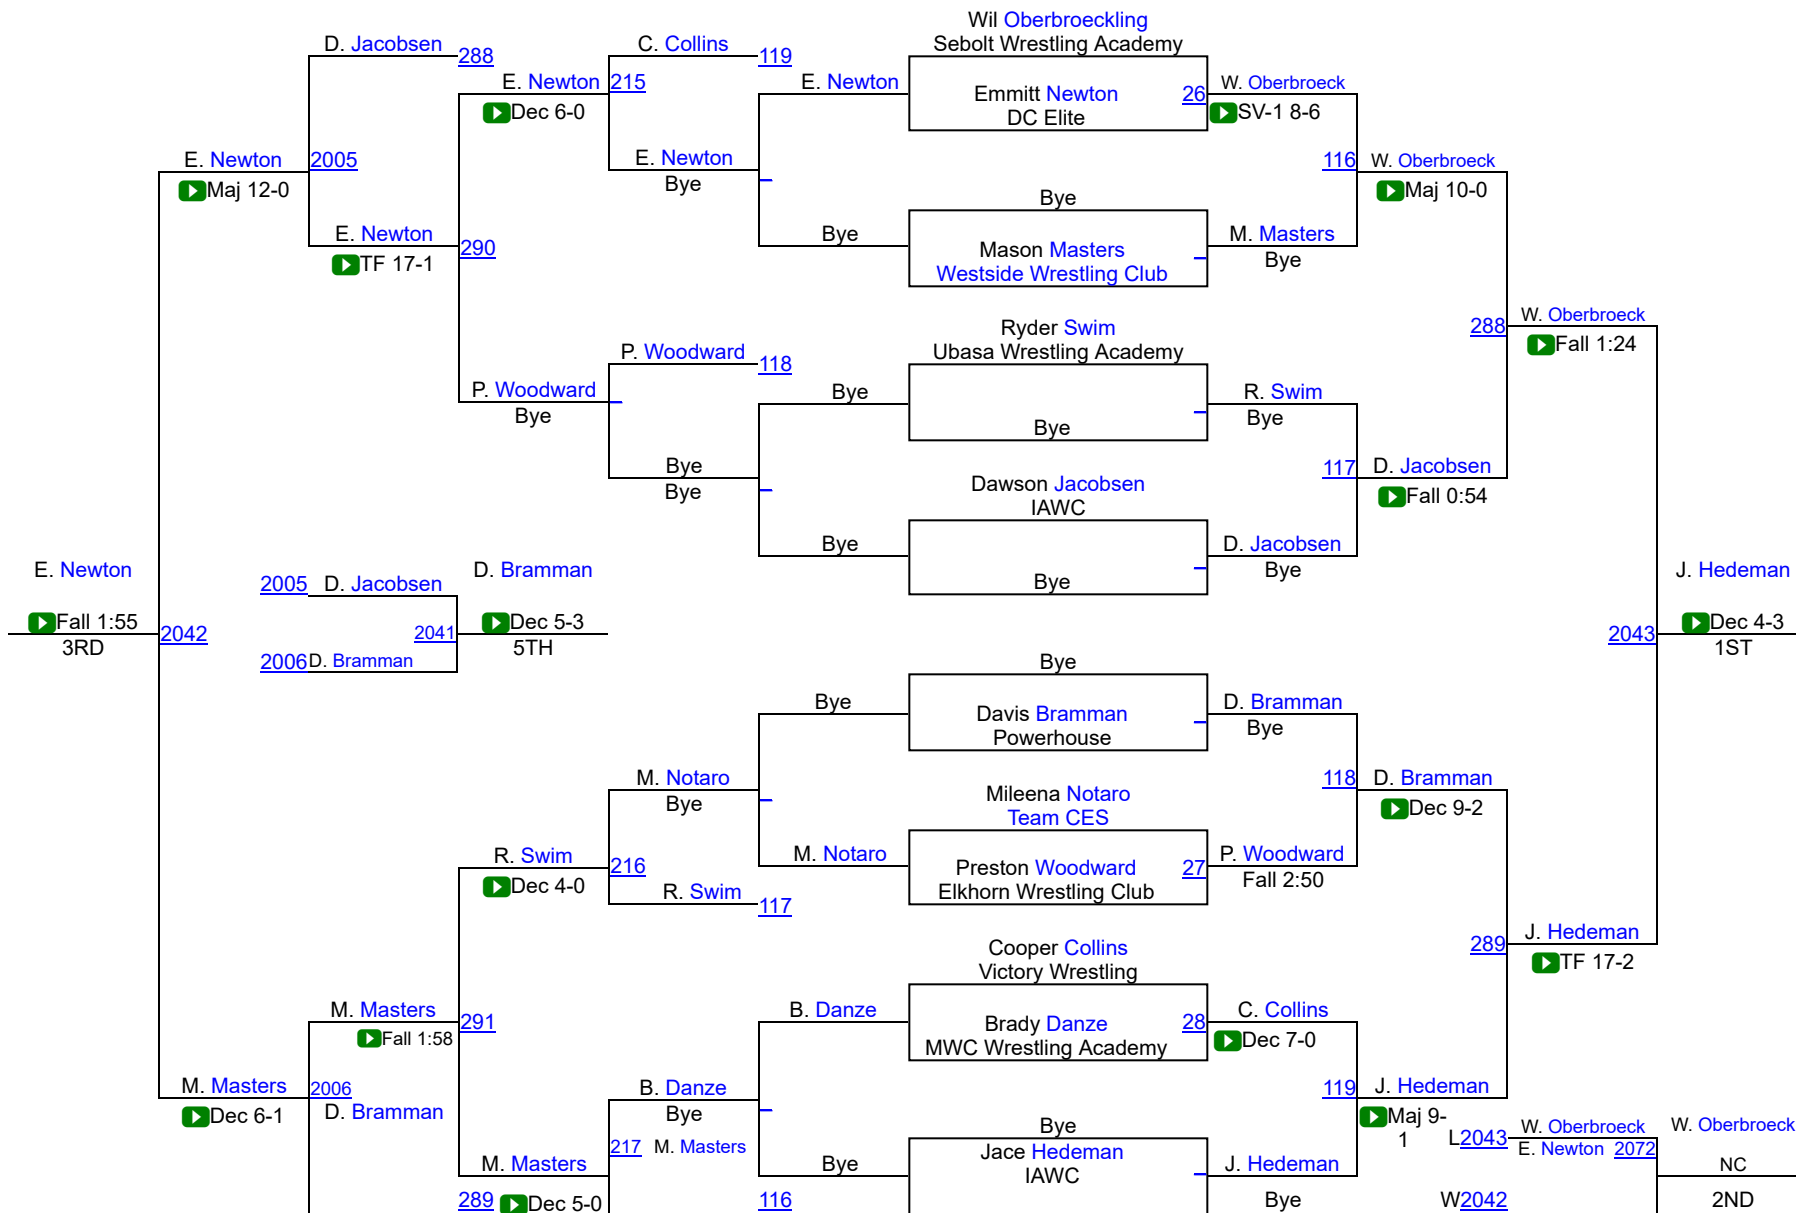 Wil Oberbroeckling
D. Jacobsen 288 C. Collins 119 Sebolt Wrestling Academy
E. Newton 215 E. Newton Emmitt Newton 26 W. Oberbroeck
Dec 6-0 DC Elite SV-1 8-6
E. Newton 2005 E. Newton 116 W. Oberbroeck
Maj 12-0 Bye Bye Maj 10-0
E. Newton 290 Bye Mason Masters M. Masters
TF 17-1 Westside Wrestling Club Bye
Ryder Swim 288 W. Oberbroeck
P. Woodward 118 Ubasa Wrestling Academy Fall 1:24
P. Woodward Bye R. Swim
Bye Bye Bye
Bye 117 D. Jacobsen
Bye Dawson Jacobsen Fall 0:54
IAWC
Bye D. Jacobsen
E. Newton D. Bramman Bye Bye J. Hedeman
2005 D. Jacobsen
Fall 1:55 2042 2041 Dec 5-3 2043 Dec 4-3
3RD 5TH 1ST
2006 D. Bramman Bye
Bye Davis Bramman D. Bramman
Powerhouse Bye
M. Notaro Mileena Notaro 118 D. Bramman
Bye Team CES Dec 9-2
R. Swim 216 M. Notaro Preston Woodward 27 P. Woodward
Dec 4-0 R. Swim 117 Elkhorn Wrestling Club Fall 2:50
Cooper Collins 289 J. Hedeman
Victory Wrestling TF 17-2
M. Masters 291 B. Danze Brady Danze 28 C. Collins
Fall 1:58 MWC Wrestling Academy Dec 7-0
M. Masters 2006 B. Danze 119 J. Hedeman
Dec 6-1 D. Bramman Bye Bye Maj 9-
1
L2043 W. Oberbroeck W. Oberbroeck
217 M. Masters Jace Hedeman E. Newton 2072
M. Masters Bye IAWC J. Hedeman NC
289 Dec 5-0 116 Bye W2042 2ND